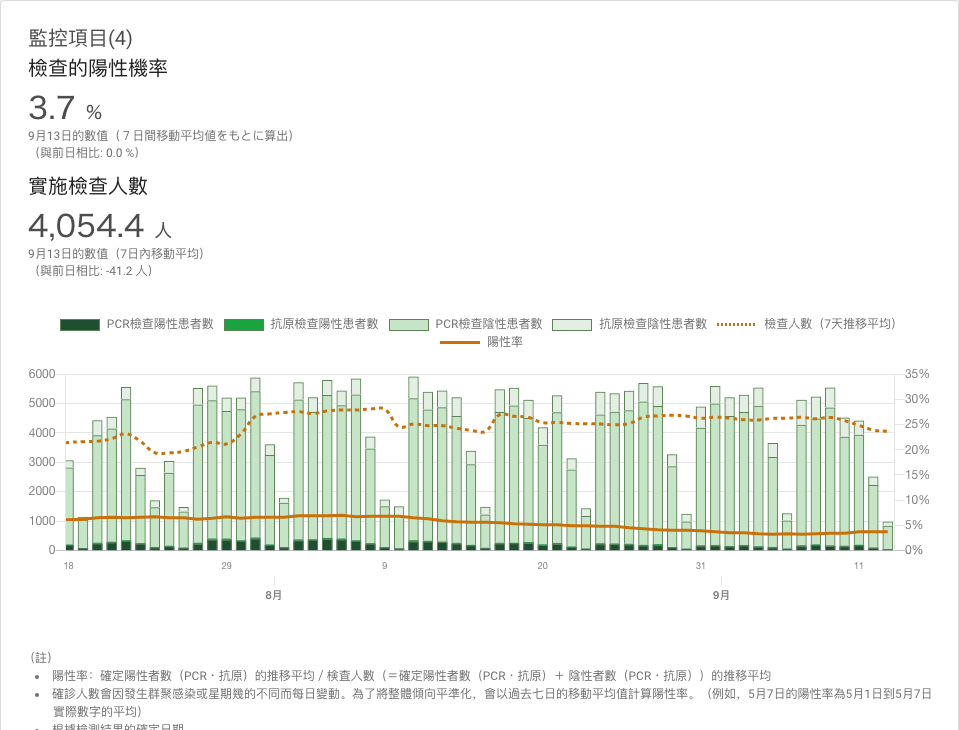 監控項目(4)
檢查的陽性機率
3.7 %
9月13日的數值（７日間移動平均値をもとに算出）
（與前日相比: 0.0 %）
實施檢查人數
4,054.4 人
9月13日的數值（7日內移動平均）
（與前日相比: -41.2 人）
PCR檢查陽性患者數 抗原檢查陽性患者數 PCR檢查陰性患者數 抗原檢查陰性患者數 檢查人數（7天推移平均）
陽性率
6000 35%
5000 30%
4000 25%
3000 20%
2000 15%
1000 10%
0 5%
0%
18 29 9 20 31 11
8月 9月
（註）
陽性率：確定陽性者數（PCR・抗原）的推移平均 / 檢查人數（＝確定陽性者數（PCR・抗原）＋ 陰性者數（PCR・抗原））的推移平均
確診人數會因發生群聚感染或星期幾的不同而每日變動。為了將整體傾向平準化，會以過去七日的移動平均值計算陽性率。（例如，5月7日的陽性率為5月1日到5月7日
實際數字的平均）
根據檢測結果的確定日期